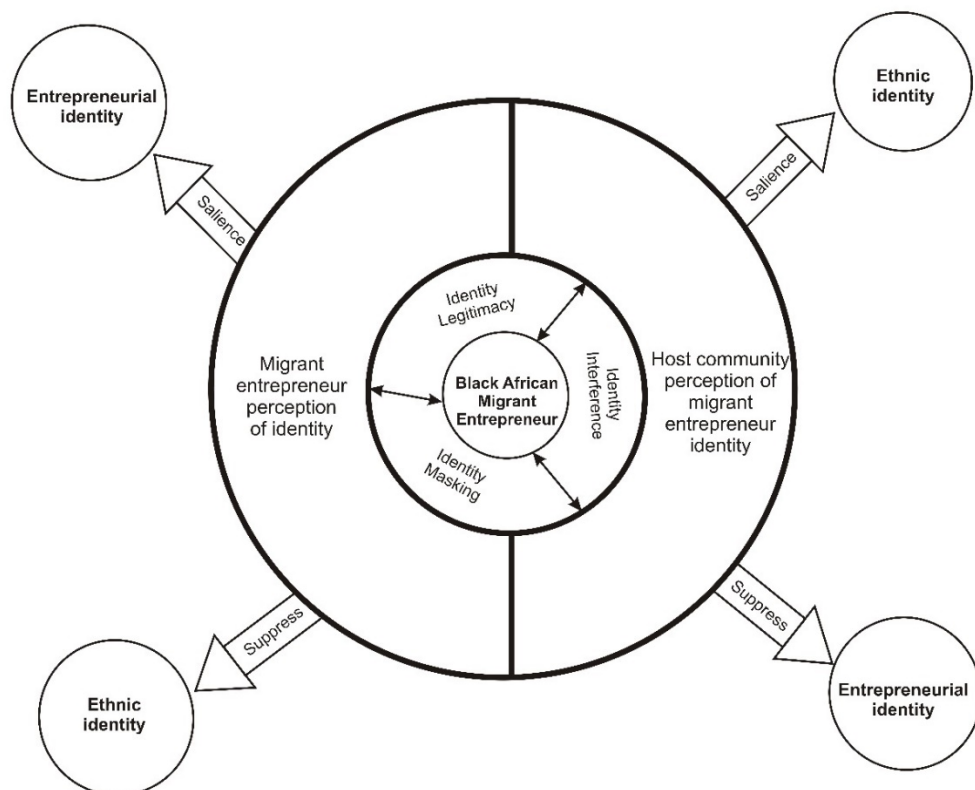 Entrepreneurial
identity
Ethnic
identity
Salience
Salience
Identity
Legitimacy
Migrant
entrepreneur
perception
of identity
Black African
Migrant
Entrepreneur
Identity
Interference
Host community
perception of
migrant
entrepreneur
identity
Identity
Masking
Suppress
Suppress
Ethnic
identity
Entrepreneurial
identity